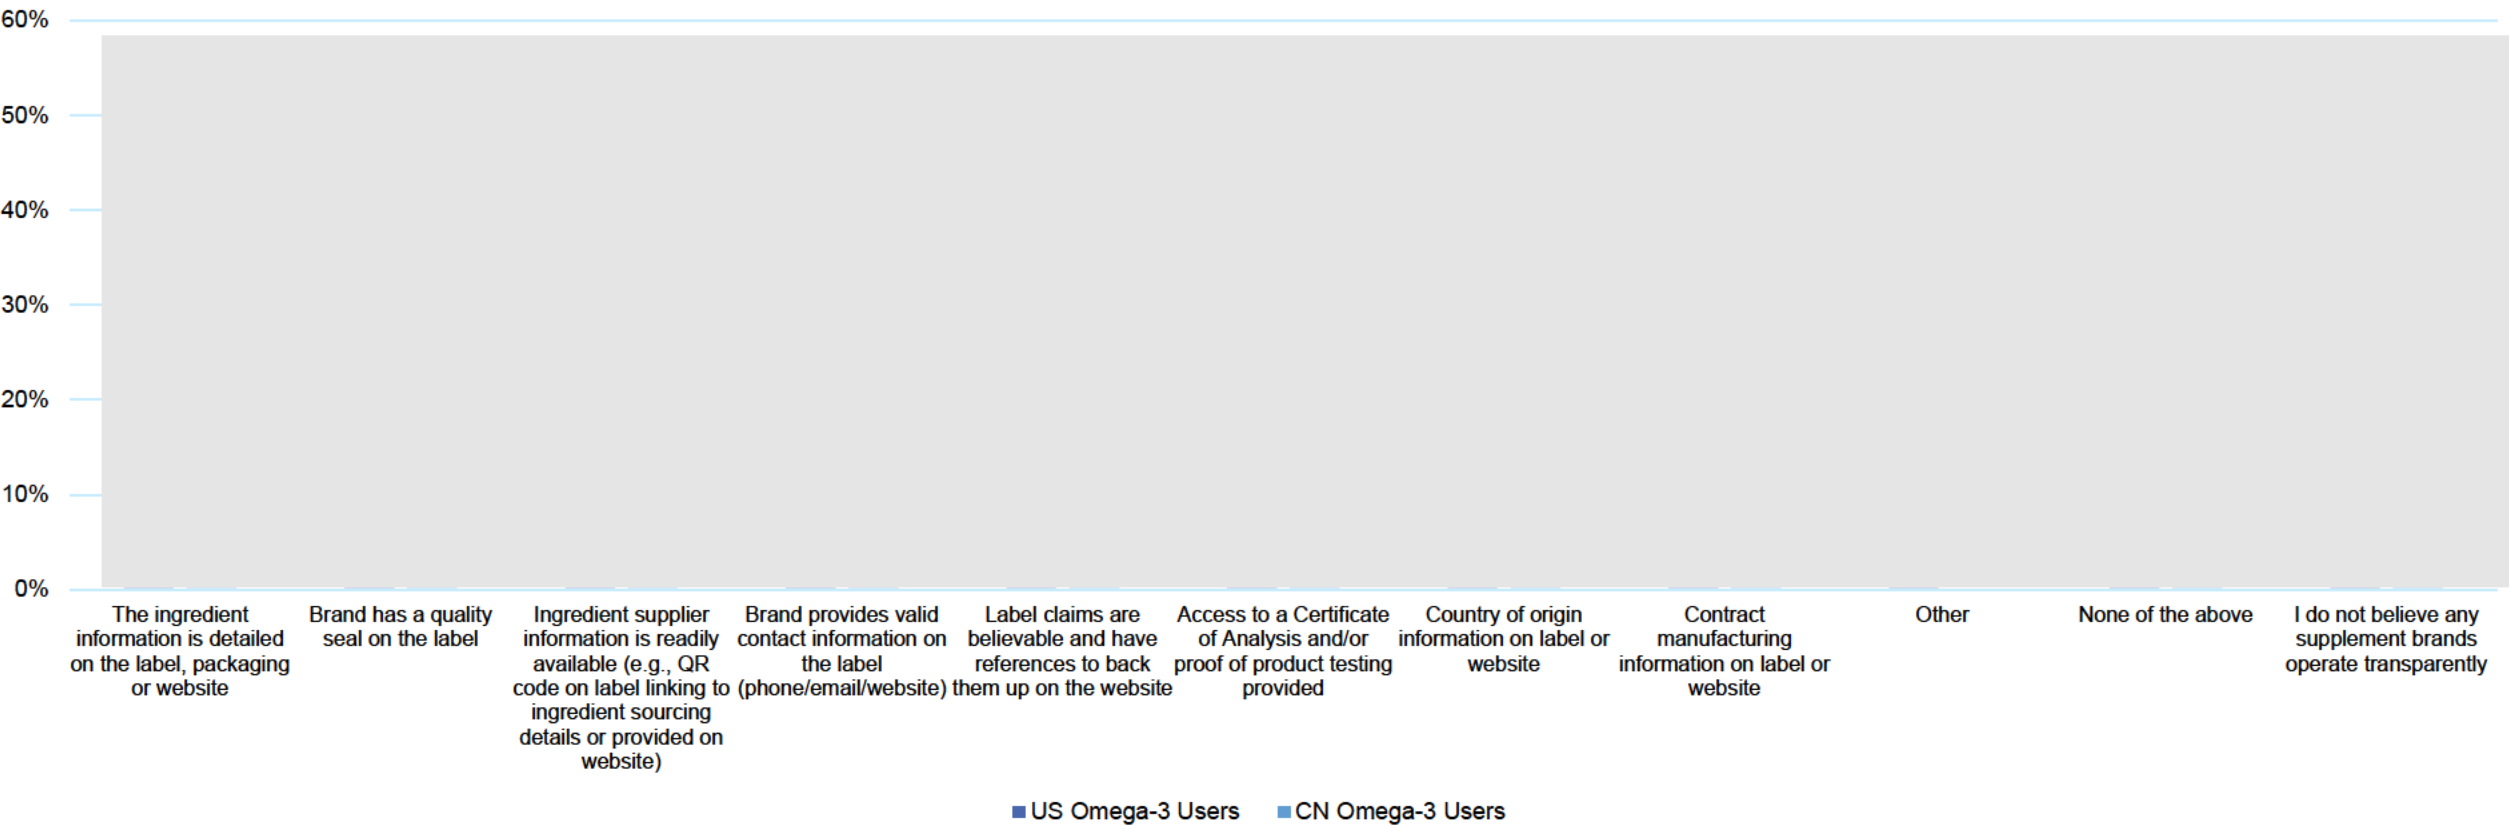 60%
50%
40%
30%
20%
10%
0%
The ingredient
information is detailed
on the label, packaging
or website
Brand has a quality
seal on the label
Ingredient supplier
information is readily
available (e.g., QR
code on label linking to
ingredient sourcing
details or provided on
website)
Brand provides valid
contact information on
the label
(phone/email/website)
Label claims are
believable and have
references to back
them up on the website
Access to a Certificate
of Analysis and/or
proof of product testing
provided
Country of origin
information on label or
website
Contract
manufacturing
information on label or
website
Other
None of the above
I do not believe any
supplement brands
operate transparently
US Omega-3 Users
CN Omega-3 Users